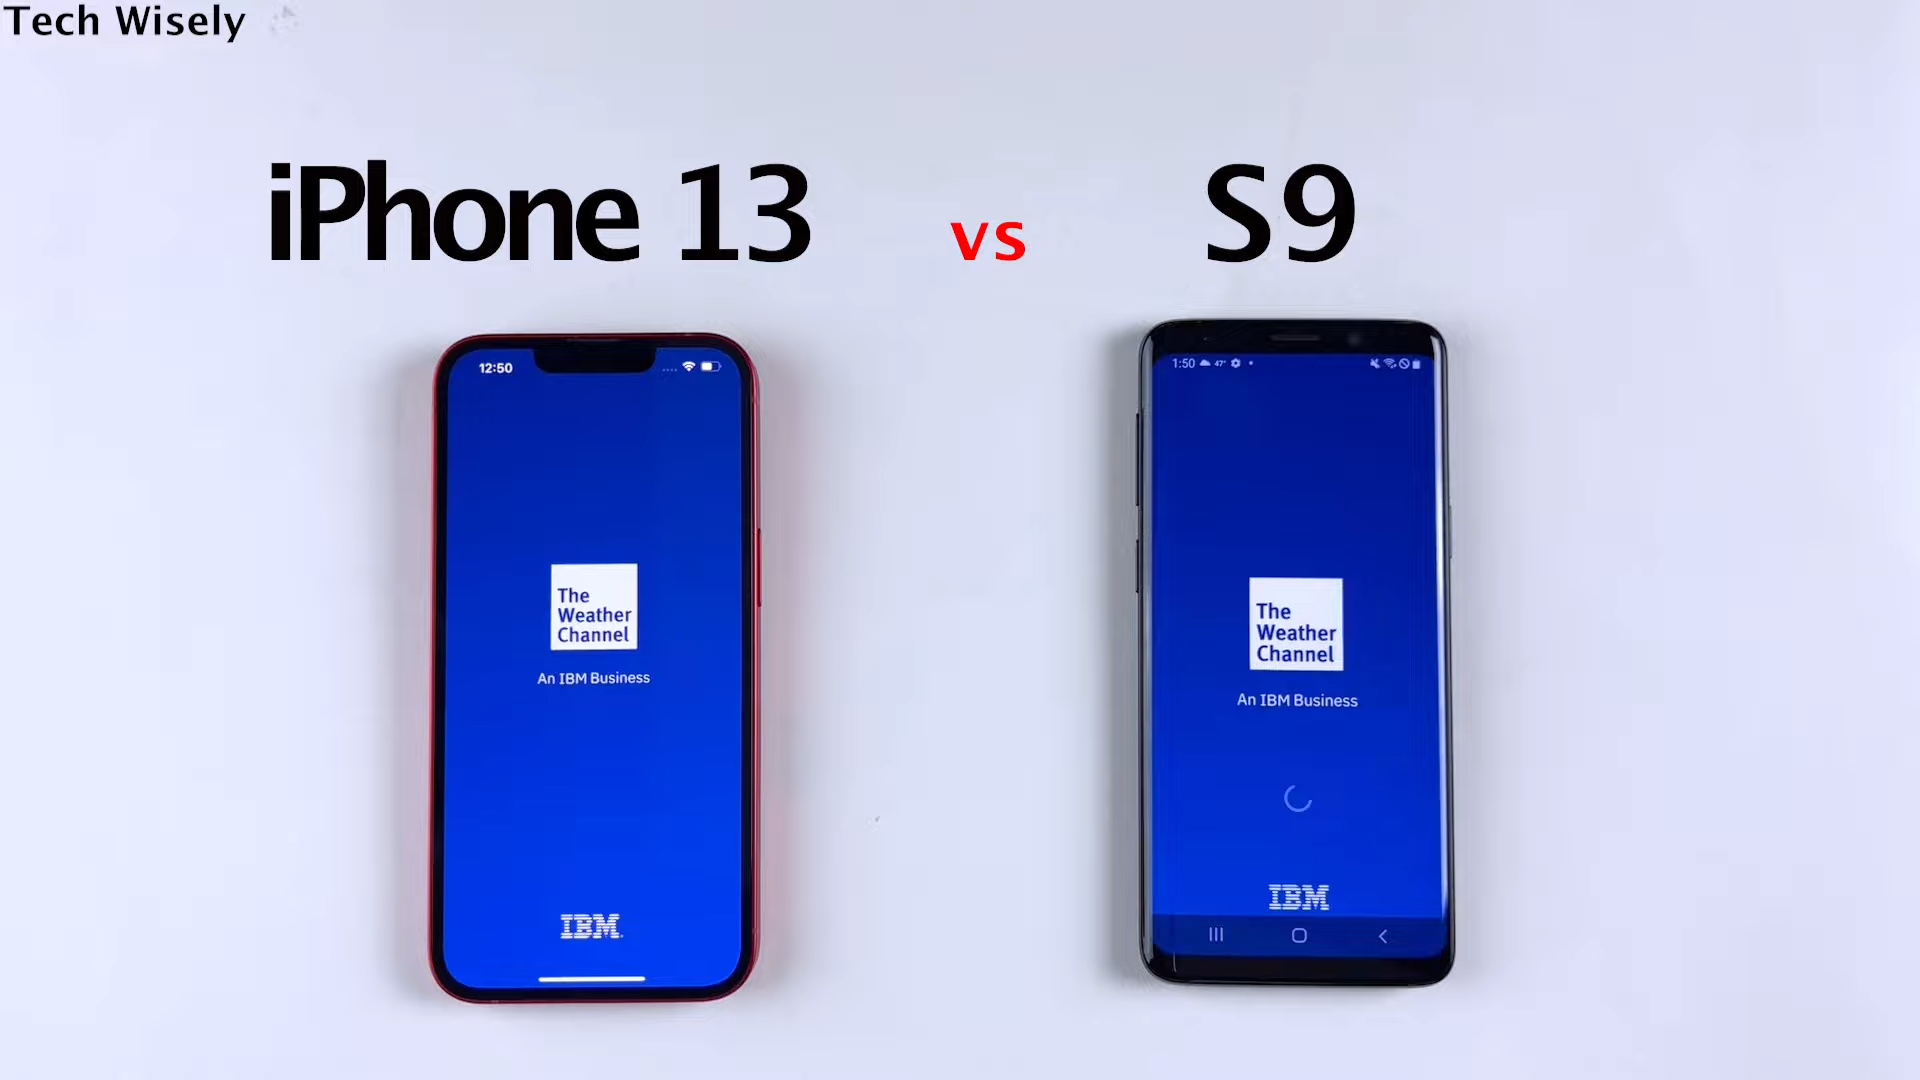 Tech Wisely
iPhone 13 vs S9
12:50
The
Weather
Channel
An IBM Business
IBM
1:50 47°
The
Weather
Channel
An IBM Business
IBM